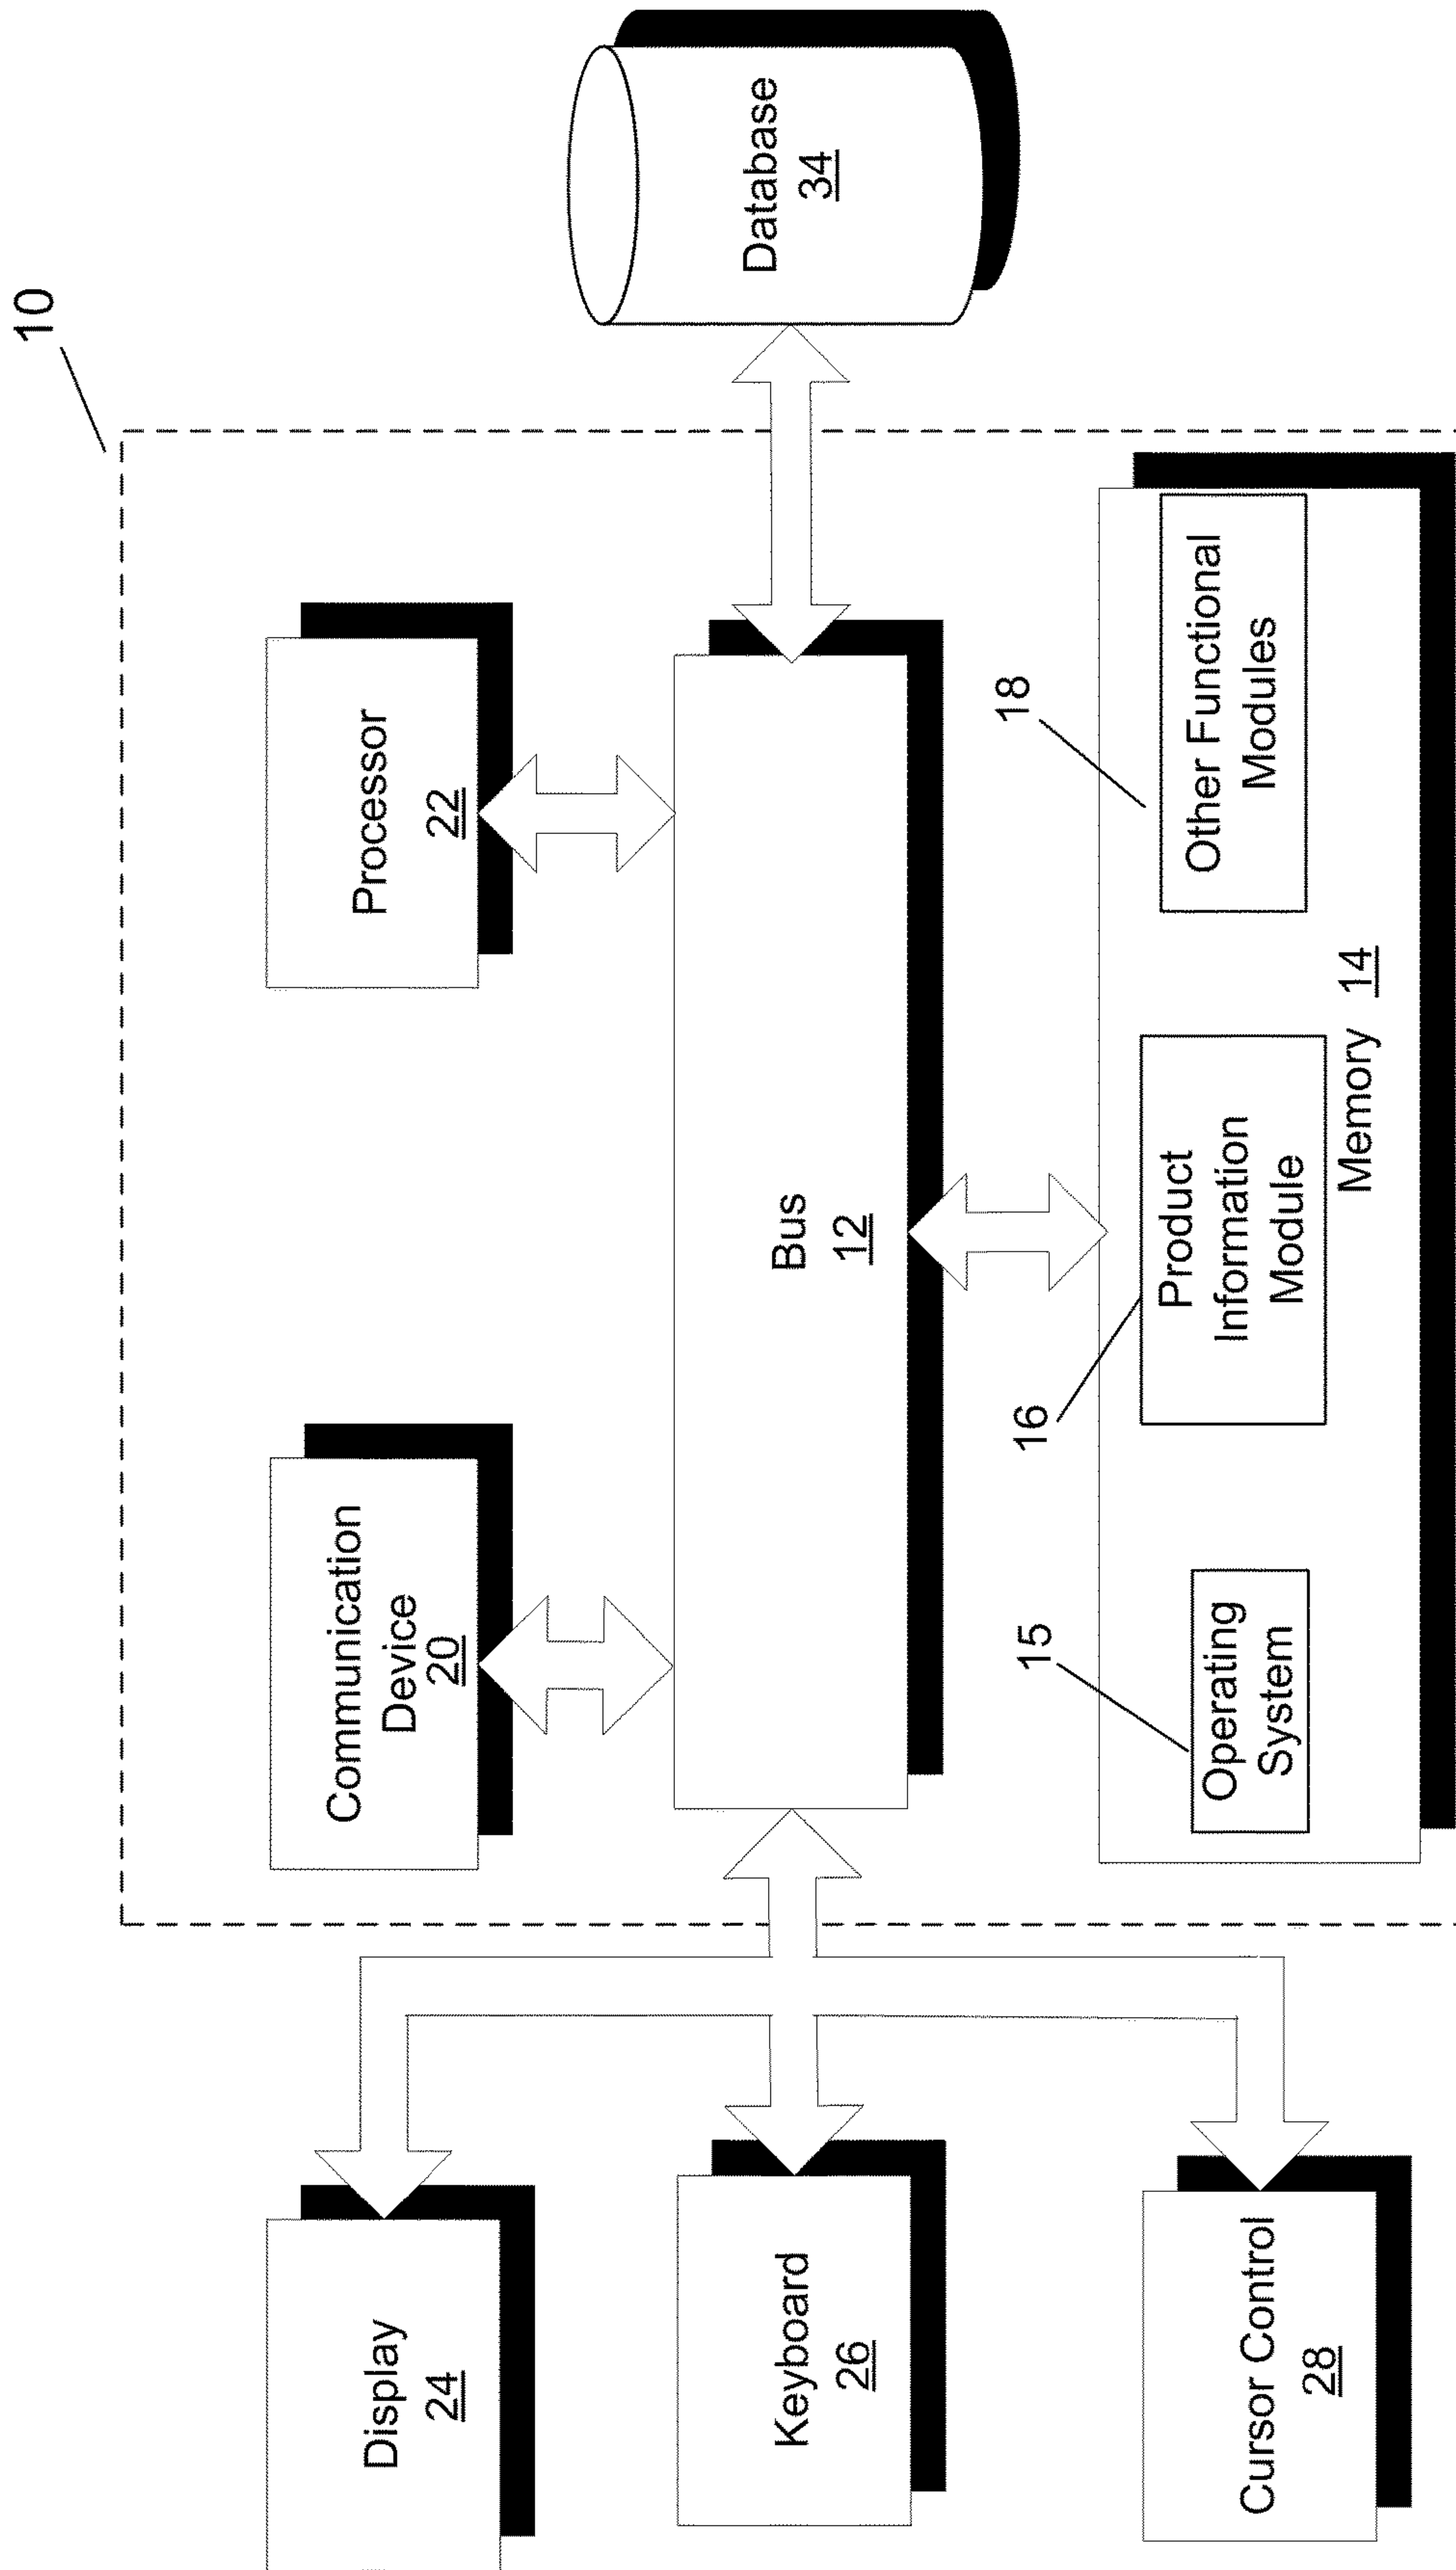 10
Display
24
Communication
Device
20
Processor
22
Keyboard
26
Bus
12
Database
34
15
16
18
Cursor Control
28
Operating
System
Product
Information
Module
Other Functional
Modules
Memory 14